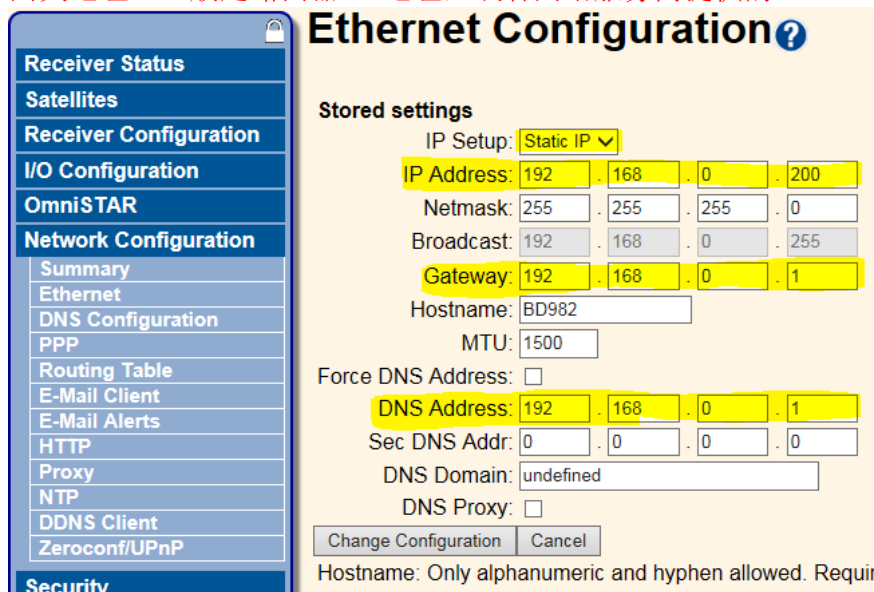 Ethernet Configuration?
Receiver Status
Satellites
Receiver Configuration
I/O Configuration
OmniSTAR
Network Configuration
Summary
Ethernet
DNS Configuration
PPP
Routing Table
E-Mail Client
E-Mail Alerts
HTTP
Proxy
NTP
DDNS Client
Zeroconf/UPnP
Security
Stored settings
IP Setup: Static IP
IP Address: 192 . 168 . 0 . 200
Netmask: 255 . 255 . 255 . 0
Broadcast: 192 . 168 . 0 . 255
Gateway: 192 . 168 . 0 . 1
Hostname: BD982
MTU: 1500
Force DNS Address:
DNS Address: 192 . 168 . 0 . 1
Sec DNS Addr: 0 . 0 . 0 . 0
DNS Domain: undefined
DNS Proxy:
Change Configuration Cancel
Hostname: Only alphanumeric and hyphen allowed.